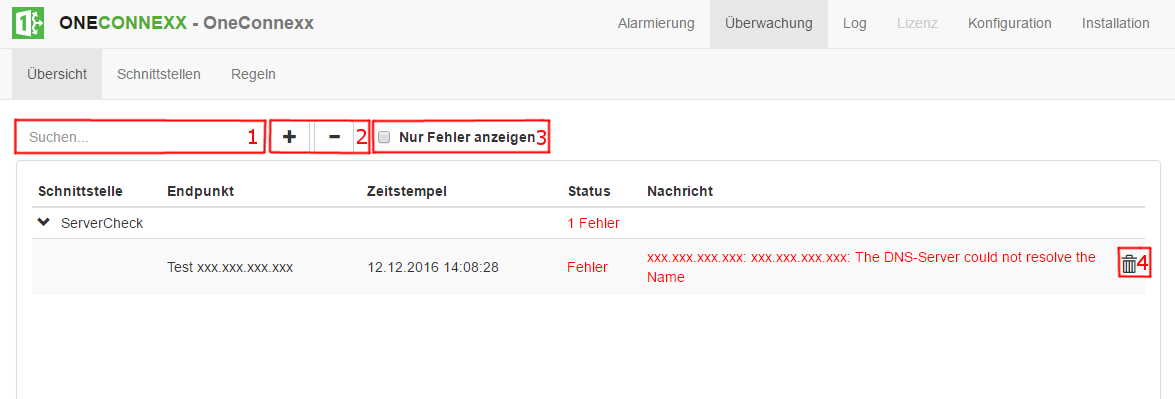 ONECONNEXX - OneConnexx
Alarmierung Überwachung Log Lizenz Konfiguration Installation
Übersicht Schnittstellen Regeln
Suchen... 1 + - 2 Nur Fehler anzeigen 3
Schnittstelle Endpunkt Zeitstempel Status Nachricht
ServerCheck 1 Fehler
Test xxx.xxx.xxx.xxx 12.12.2016 14:08:28 Fehler xxx.xxx.xxx.xxx: xxx.xxx.xxx.xxx: The DNS-Server could not resolve the
Name
4